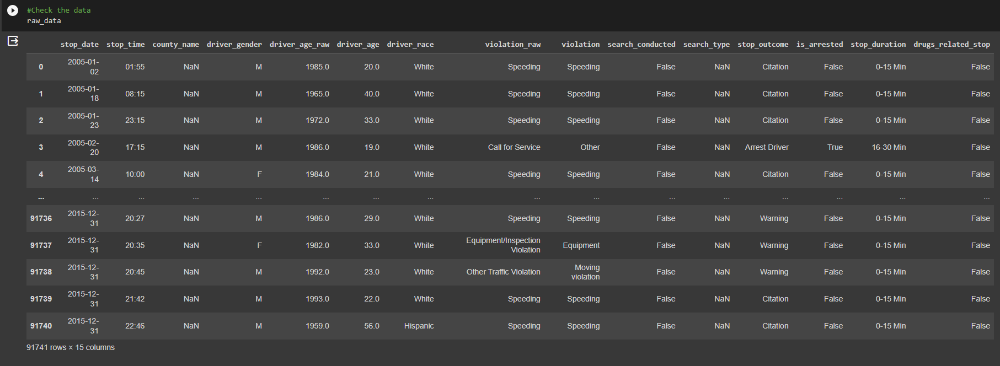 #Check the data
raw_data
stop_date stop_time county_name driver_gender driver_age_raw driver_age driver_race violation_raw violation search_conducted search_type stop_outcome is_arrested stop_duration drugs_related_stop
0 2005-01-02 01:55 NaN M 1985.0 20.0 White Speeding Speeding False NaN Citation False 0-15 Min False
1 2005-01-18 08:15 NaN M 1965.0 40.0 White Speeding Speeding False NaN Citation False 0-15 Min False
2 2005-01-23 23:15 NaN M 1972.0 33.0 White Speeding Speeding False NaN Citation False 0-15 Min False
3 2005-02-20 17:15 NaN M 1986.0 19.0 White Call for Service Other False NaN Arrest Driver True 16-30 Min False
4 2005-03-14 10:00 NaN F 1984.0 21.0 White Speeding Speeding False NaN Citation False 0-15 Min False
... ... ... ... ... ... ... ... ... ... ... ... ... ... ... ...
91736 2015-12-31 20:27 NaN M 1986.0 29.0 White Speeding Speeding False NaN Warning False 0-15 Min False
91737 2015-12-31 20:35 NaN F 1982.0 33.0 White Equipment/Inspection Violation Equipment False NaN Warning False 0-15 Min False
91738 2015-12-31 20:45 NaN M 1992.0 23.0 White Other Traffic Violation Moving violation False NaN Warning False 0-15 Min False
91739 2015-12-31 21:42 NaN M 1993.0 22.0 White Speeding Speeding False NaN Citation False 0-15 Min False
91740 2015-12-31 22:46 NaN M 1959.0 56.0 Hispanic Speeding Speeding False NaN Citation False 0-15 Min False
91741 rows × 15 columns